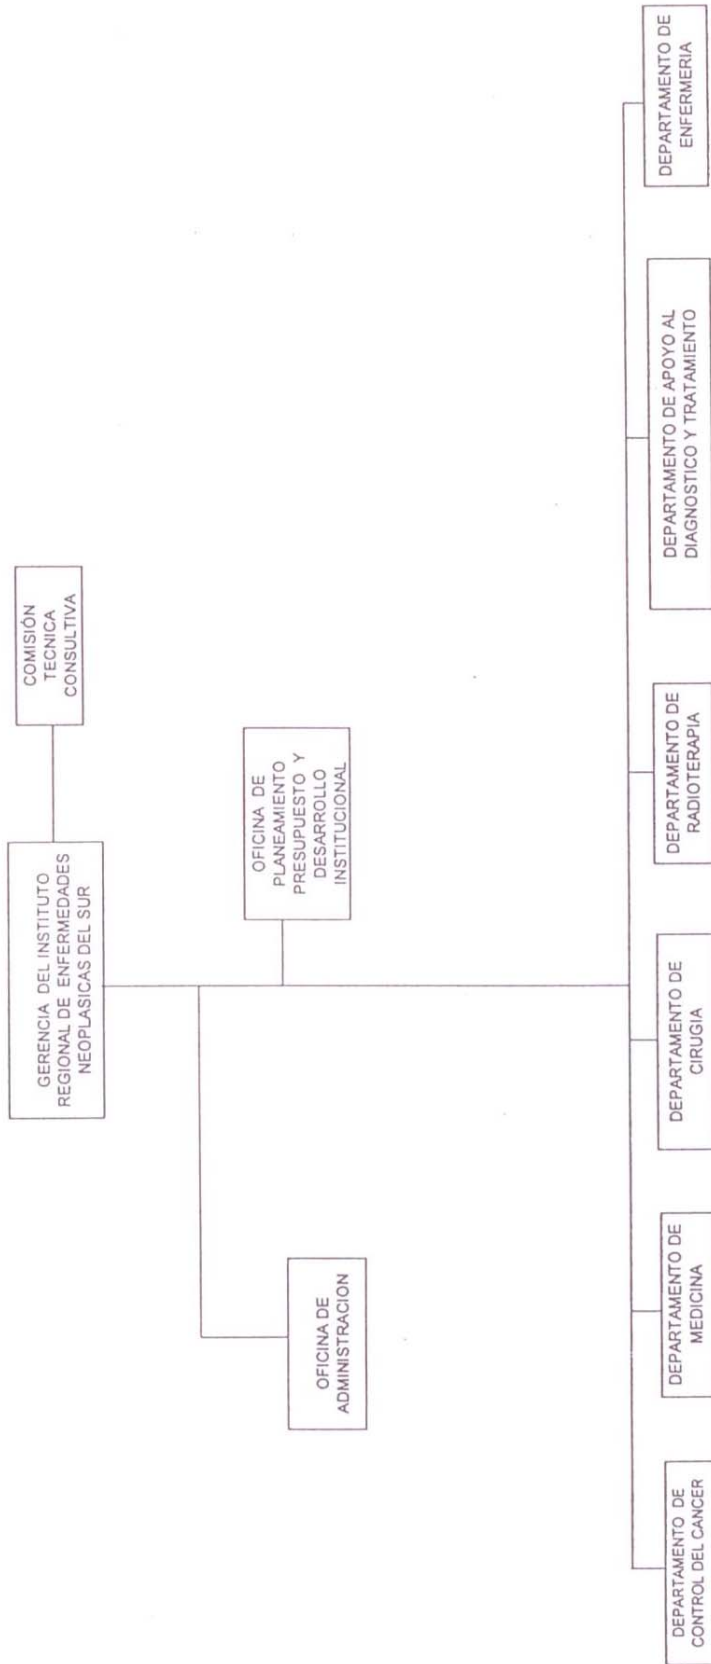 GERENCIA DEL INSTITUTO
REGIONAL DE ENFERMEDADES
NEOPLASICAS DEL SUR
COMISIÓN
TECNICA
CONSULTIVA
OFICINA DE
PLANEAMIENTO
PRESUPUESTO Y
DESARROLLO
INSTITUCIONAL
OFICINA DE
ADMINISTRACION
DEPARTAMENTO DE
CONTROL DEL CANCER
DEPARTAMENTO DE
MEDICINA
DEPARTAMENTO DE
CIRUGIA
DEPARTAMENTO DE
RADIOTERAPIA
DEPARTAMENTO DE APOYO AL
DIAGNOSTICO Y TRATAMIENTO
DEPARTAMENTO DE
ENFERMERIA